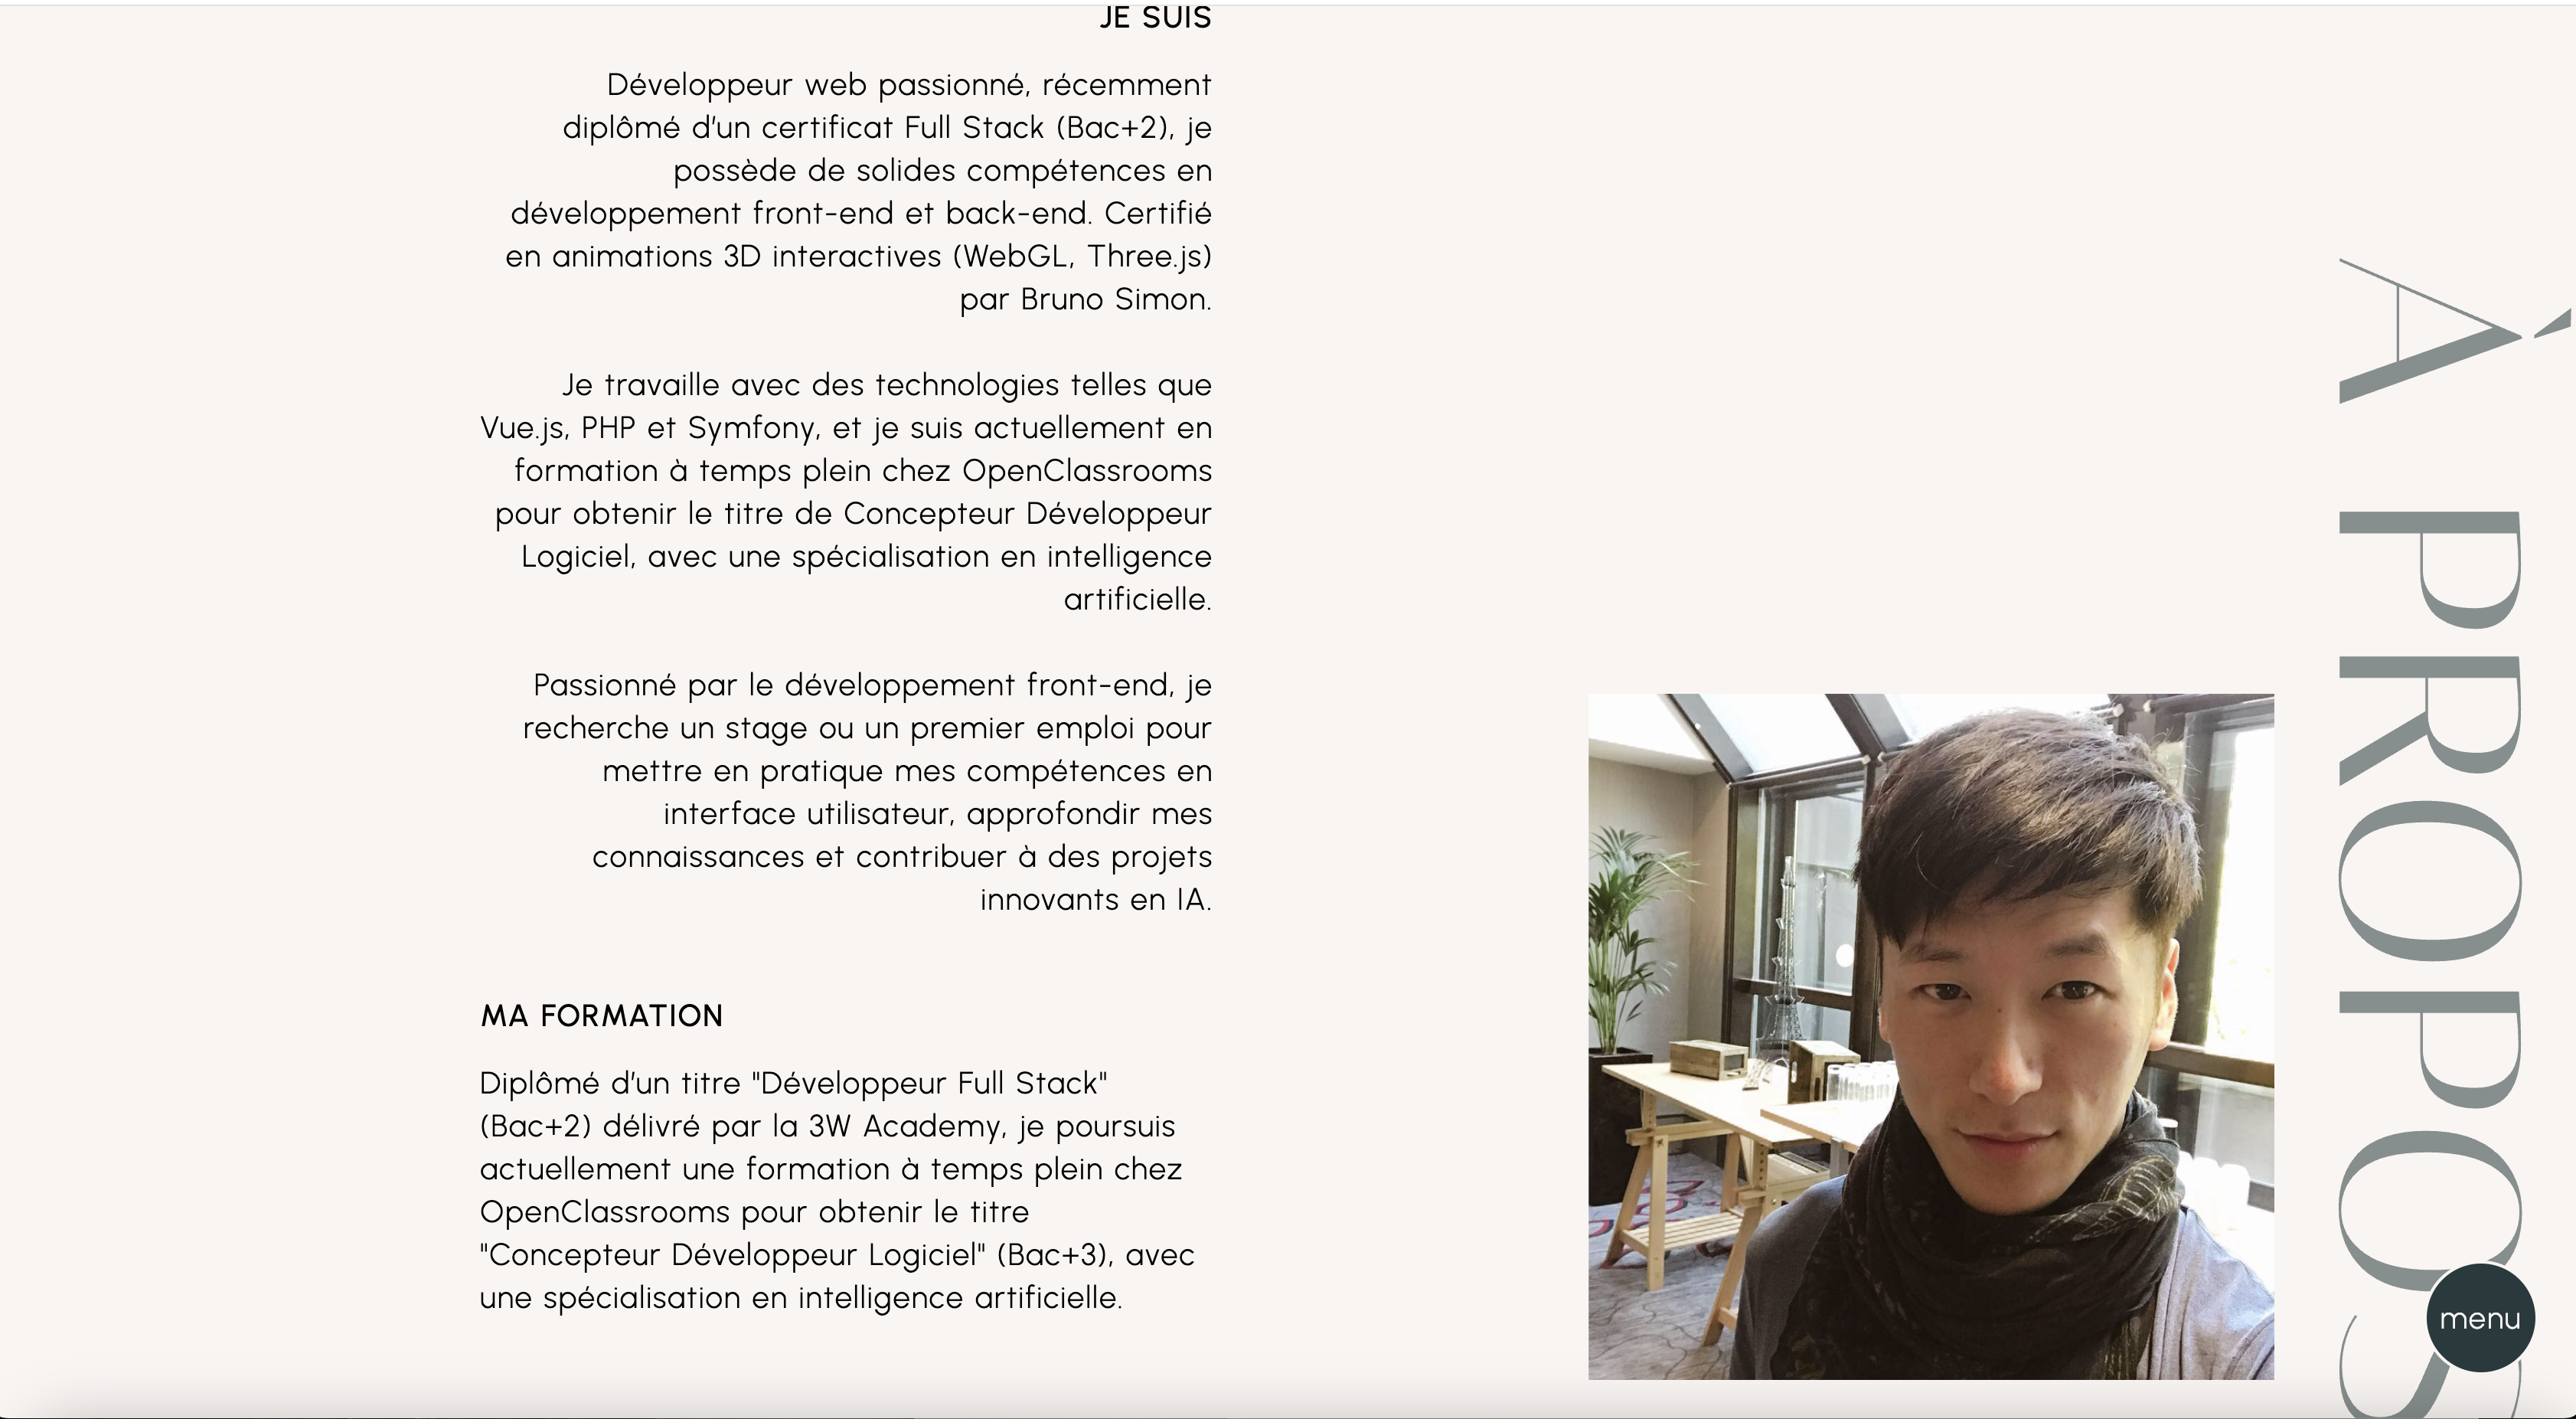 JE SUIS
Développeur web passionné, récemment
diplômé d'un certificat Full Stack (Bac+2), je
possède de solides compétences en
développement front-end et back-end. Certifié
en animations 3D interactives (WebGL, Three.js)
par Bruno Simon.
Je travaille avec des technologies telles que
Vue.js, PHP et Symfony, et je suis actuellement en
formation à temps plein chez OpenClassrooms
pour obtenir le titre de Concepteur Développeur
Logiciel, avec une spécialisation en intelligence
artificielle.
Passionné par le développement front-end, je
recherche un stage ou un premier emploi pour
mettre en pratique mes compétences en
interface utilisateur, approfondir mes
connaissances et contribuer à des projets
innovants en IA.
MA FORMATION
Diplômé d'un titre "Développeur Full Stack"
(Bac+2) délivré par la 3W Academy, je poursuis
actuellement une formation à temps plein chez
OpenClassrooms pour obtenir le titre
"Concepteur Développeur Logiciel" (Bac+3), avec
une spécialisation en intelligence artificielle.
À PROPOS
menu